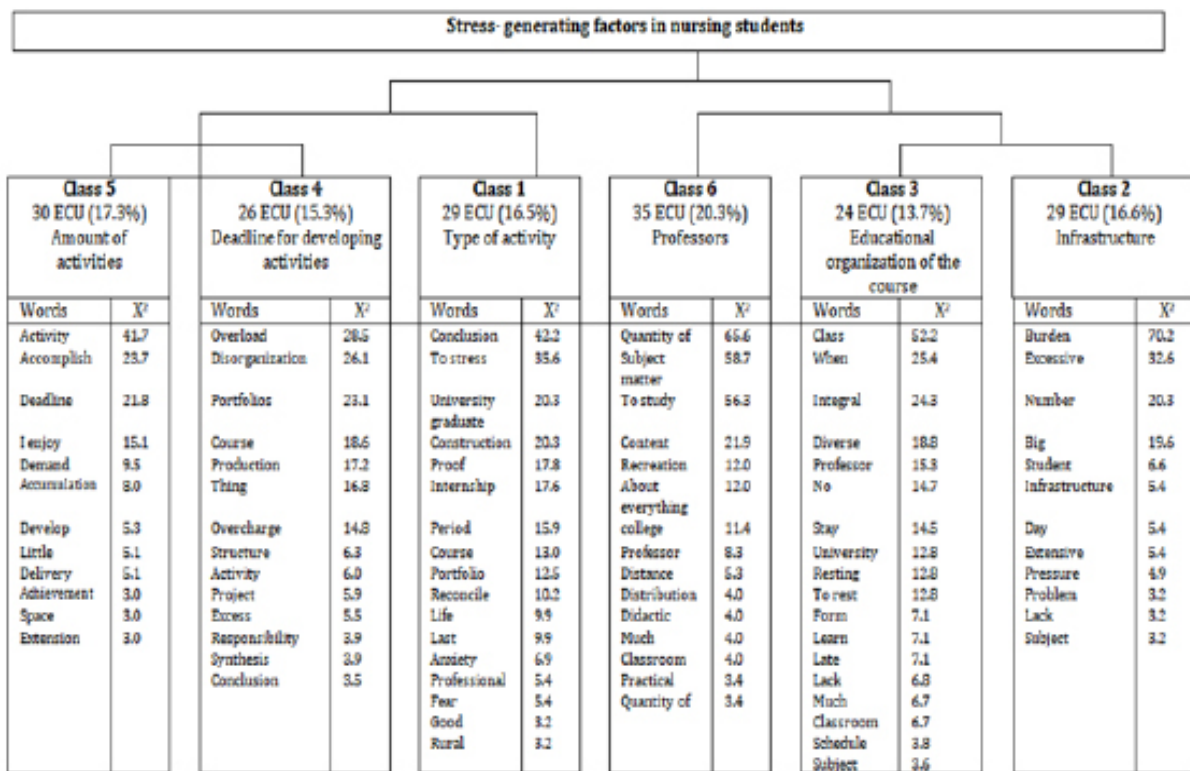 Stress- generating factors in nursing students
Class 5
30 ECU (17.3%)
Amount of
activities
Words X²
Activity 41.7
Accomplish 23.7
Deadline 21.8
I enjoy 15.1
Demand 9.5
Accumulation 8.0
Develop 5.3
Little 5.1
Delivery 5.1
Achievement 3.0
Space 3.0
Extension 3.0
Class 4
26 ECU (15.3%)
Deadline for developing
activities
Words X²
Overload 28.5
Disorganization 26.1
Portfolios 23.1
Course 18.6
Production 17.2
Thing 16.8
Overcharge 14.8
Structure 6.3
Activity 6.0
Project 5.9
Excess 5.5
Responsibility 3.9
Synthesis 3.9
Conclusion 3.5
Class 1
29 ECU (16.5%)
Type of activity
Words X²
Conclusion 42.2
To stress 35.6
University 20.3
graduate
Construction 20.3
Proof 17.8
Internship 17.6
Period 15.9
Course 13.0
Portfolio 12.5
Reconcile 10.2
Life 9.9
Last 9.9
Anxiety 6.9
Professional 5.4
Fear 5.4
Good 3.2
Rural 3.2
Class 6
35 ECU (20.3%)
Professors
Words X²
Quantity of 65.6
Subject 58.7
matter
To study 56.3
Content 21.9
Recreation 12.0
About 12.0
everything
college 11.4
Professor 8.3
Distance 5.3
Distribution 4.0
Didactic 4.0
Much 4.0
Classroom 4.0
Practical 3.4
Quantity of 3.4
Class 3
24 ECU (13.7%)
Educational
organization of the
course
Words X²
Class 52.2
When 25.4
Integral 24.3
Diverse 18.8
Professor 15.3
No 14.7
Stay 14.5
University 12.8
Resting 12.8
To rest 12.8
Form 7.1
Learn 7.1
Late 7.1
Lack 6.8
Much 6.7
Classroom 6.7
Schedule 3.8
Subject 3.6
Class 2
29 ECU (16.6%)
Infrastructure
Words X²
Burden 70.2
Excessive 32.6
Number 20.3
Big 19.6
Student 6.6
Infrastructure 5.4
Day 5.4
Extensive 5.4
Pressure 4.9
Problem 3.2
Lack 3.2
Subject 3.2